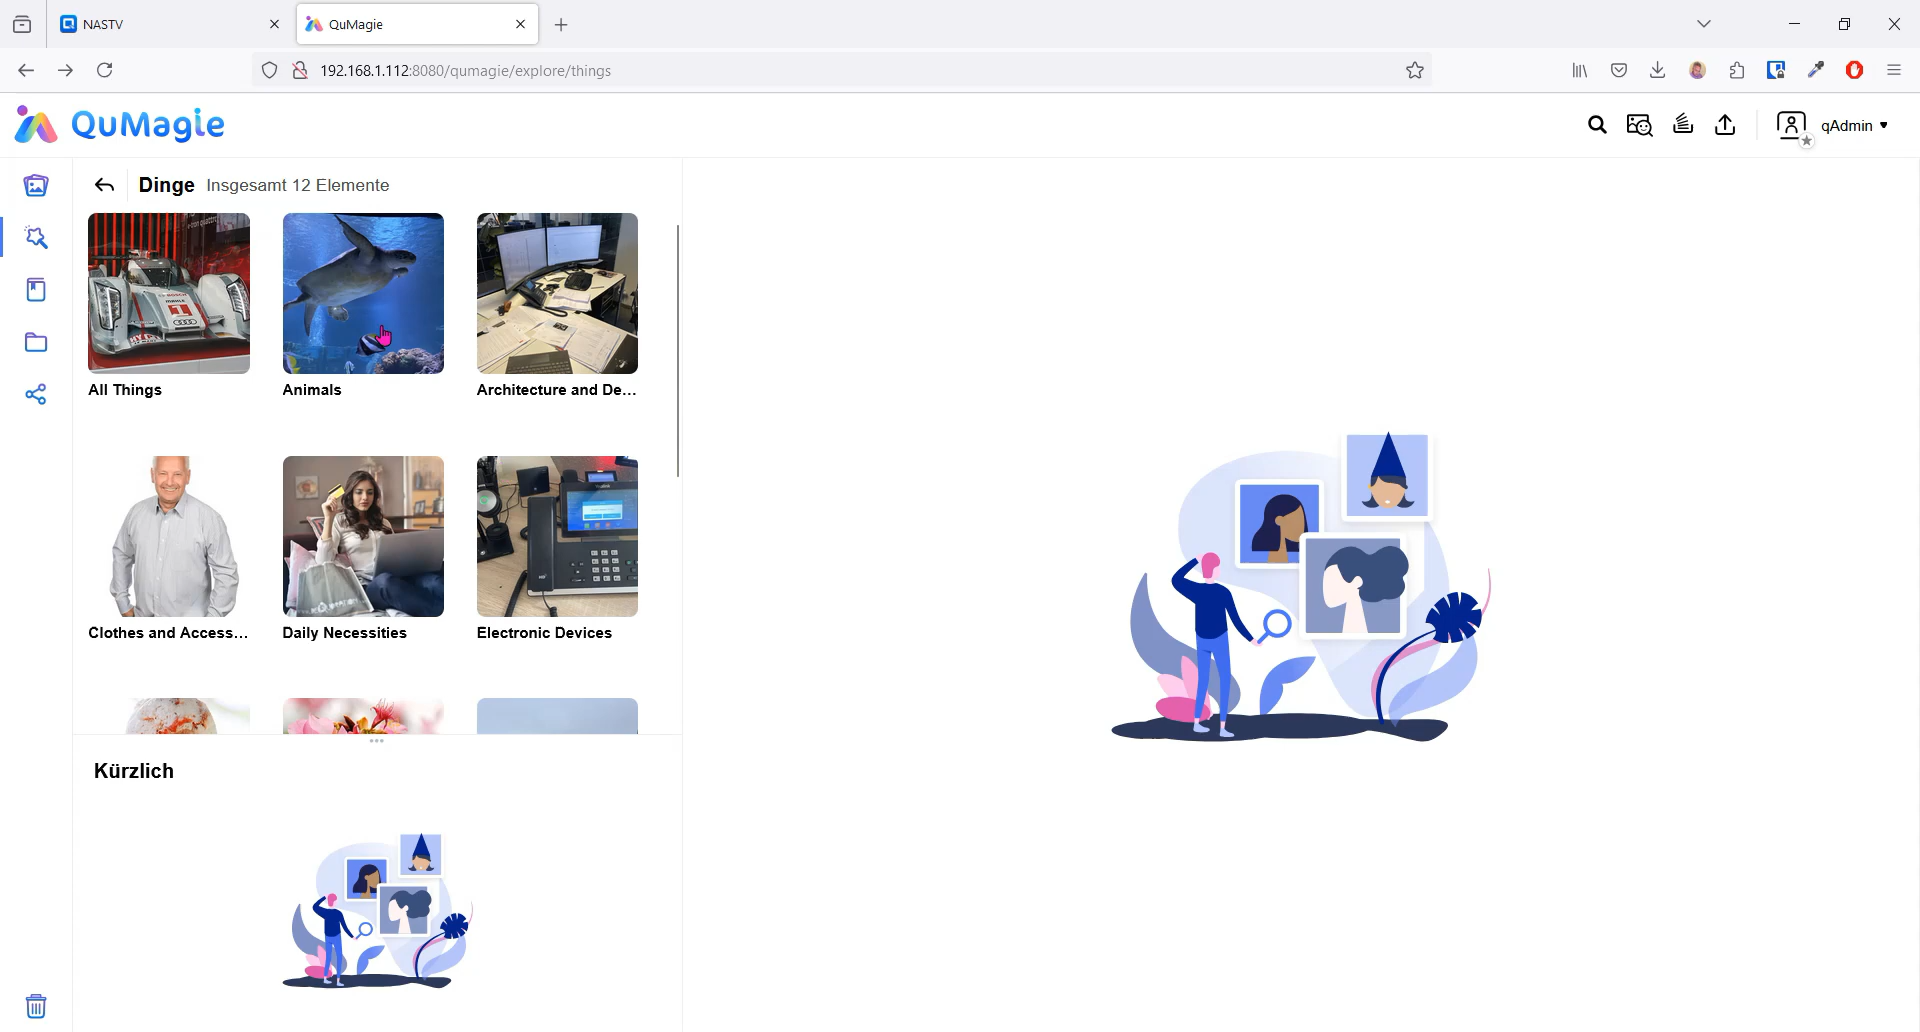 NASTV
QuMagie
192.168.1.112:8080/qumagie/explore/things
QuMagie
qAdmin
Dinge Insgesamt 12 Elemente
All Things
Animals
Architecture and De...
Clothes and Access...
Daily Necessities
Electronic Devices
Kürzlich